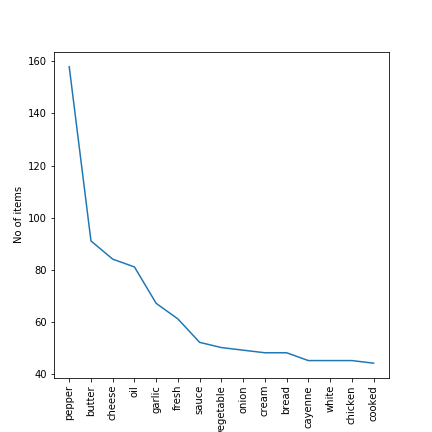 160
140
120
100
80
60
40
No of items
pepper
butter
cheese
oil
garlic
fresh
sauce
egetable
onion
cream
bread
cayenne
white
chicken
cooked